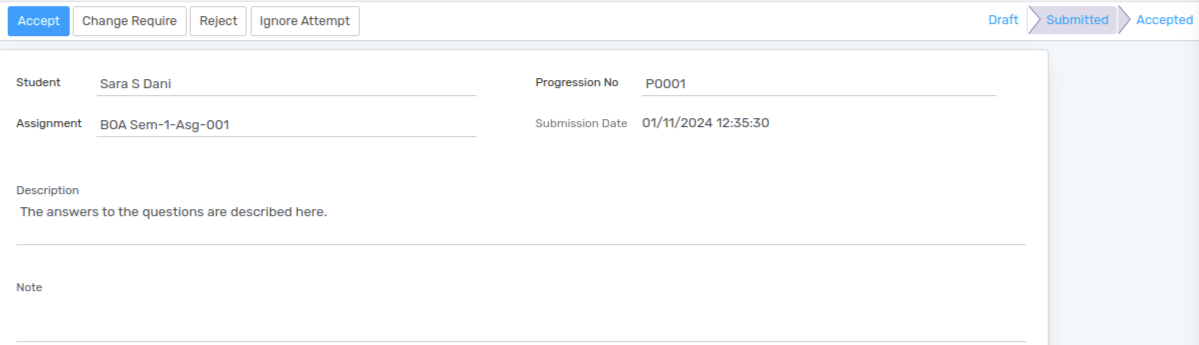 Accept Change Require Reject Ignore Attempt Draft Submitted Accepted
Student Sara S Dani Progression No P0001
Assignment BOA Sem-1-Asg-001 Submission Date 01/11/2024 12:35:30
Description
The answers to the questions are described here.
Note